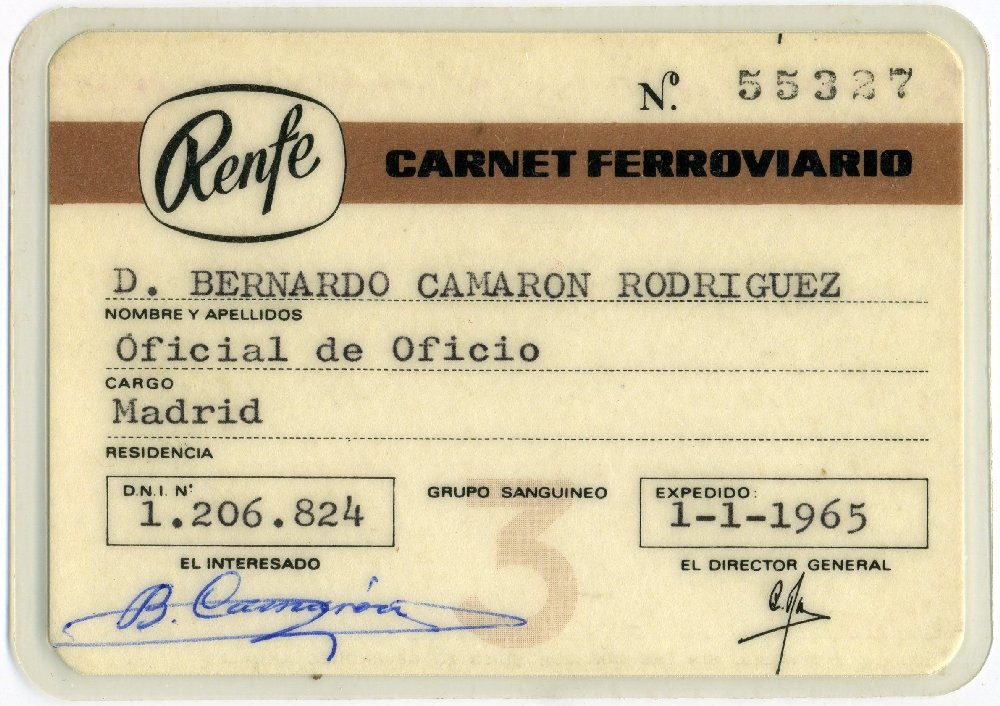 N.º 55327
Renfe
CARNET FERROVIARIO
D. BERNARDO CAMARON RODRIGUEZ
NOMBRE Y APELLIDOS
Oficial de Oficio
CARGO
Madrid
RESIDENCIA
D.N.I. Nº
1.206.824
GRUPO SANGUINEO
3
EXPEDIDO:
1-1-1965
EL INTERESADO
EL DIRECTOR GENERAL
B. Camarón